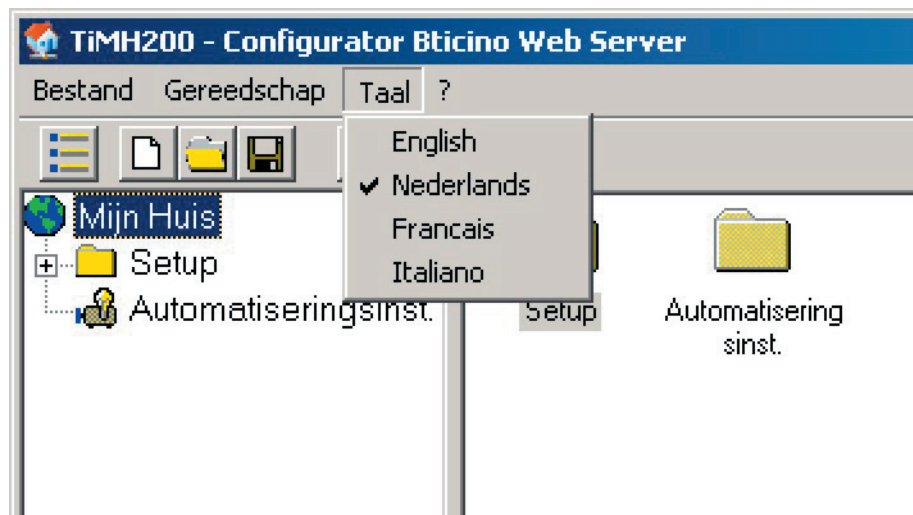 TiMH200 - Configurator Bticino Web Server
Bestand Gereedschap Taal ?
English
Nederlands
Francais
Italiano
Mijn Huis
Setup
Automatiseringsinst.
Setup
Automatisering
sinst.